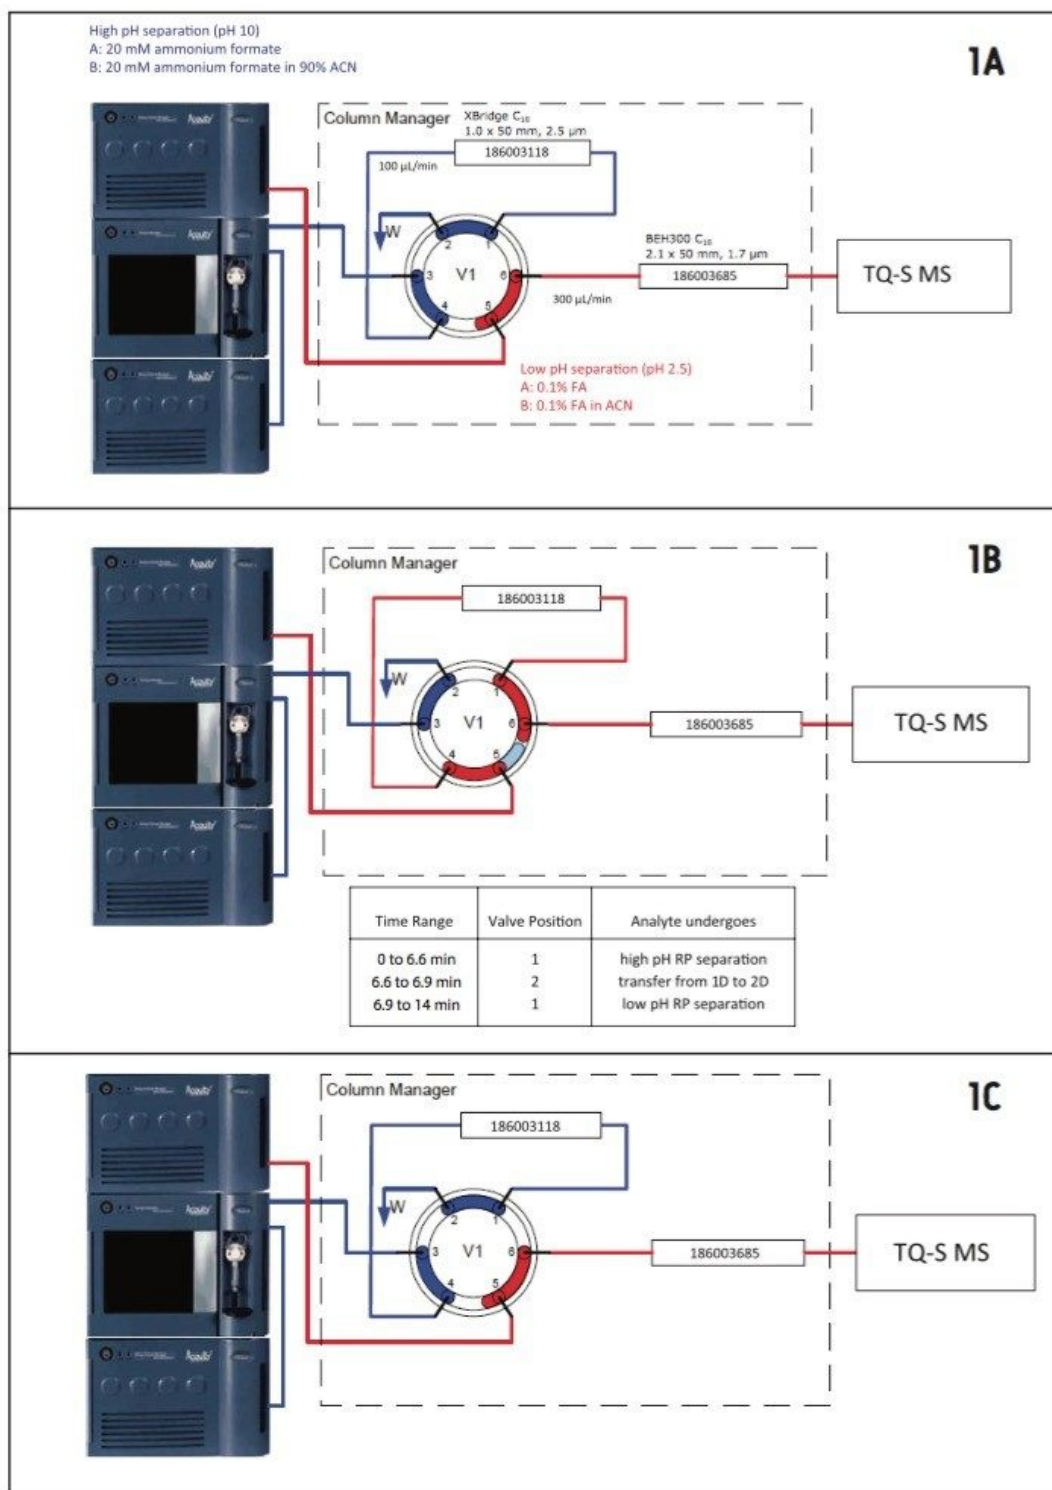 High pH separation (pH 10)
A: 20 mM ammonium formate
B: 20 mM ammonium formate in 90% ACN
1A
Column Manager
XBridge C18
1.0 x 50 mm, 2.5 µm
186003118
100 µL/min
W
2
1
3
V1
6
4
5
BEH300 C18
2.1 x 50 mm, 1.7 µm
186003685
300 µL/min
TQ-S MS
Low pH separation (pH 2.5)
A: 0.1% FA
B: 0.1% FA in ACN
1B
Column Manager
186003118
W
2
1
3
V1
6
4
5
186003685
TQ-S MS
Time Range Valve Position Analyte undergoes
0 to 6.6 min 1 high pH RP separation
6.6 to 6.9 min 2 transfer from 1D to 2D
6.9 to 14 min 1 low pH RP separation
1C
Column Manager
186003118
W
2
1
3
V1
6
4
5
186003685
TQ-S MS